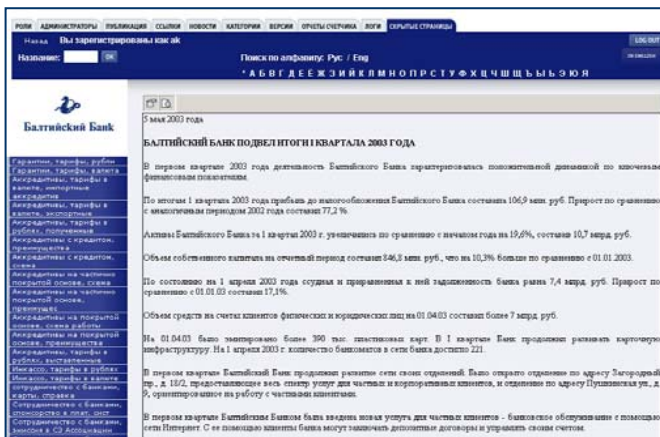 РОЛИ АДМИНИСТРАТОРЫ ПУБЛИКАЦИЯ ССЫЛКИ НОВОСТИ КАТЕГОРИИ ВЕРСИИ ОТЧЕТЫ СЧЕТЧИКА ЛОГИ СКРЫТЫЕ СТРАНИЦЫ
Назад Вы зарегистрированы как ak LOG OUT
Название: OK Поиск по алфавиту: Рус / Eng IN ENGLISH
* А Б В Г Д Е Ё Ж З И Й К Л М Н О П Р С Т У Ф Х Ц Ч Ш Щ Ъ Ы Ь Э Ю Я
Балтийский Банк
Гарантии, тарифы, рубли
Гарантии, тарифы, валюта
Аккредитивы, тарифы в
валюте, импортные
аккредитив
Аккредитивы, тарифы в
валюте, экспортные
Аккредитивы, тарифы в
рублях, полученные
Аккредитивы с кредитом,
преимущества
Аккредитивы с кредитом,
схема
Аккредитивы на частично
покрытой основе, схема
Аккредитивы на частично
покрытой основе,
преимущес
Аккредитивы на покрытой
основе, схема работы
Аккредитивы на покрытой
основе, преимущества
Аккредитивы, тарифы в
рублях, выставленные
Инкассо, тарифы в рублях
Инкассо, тарифы в валюте
сотрудничество с банками,
карты, справка
Сотрудничество с банками,
спонсорство в плат. сист
Сотрудничество с банками,
эмиссия в С2 Ассоциации
5 мая 2003 года
БАЛТИЙСКИЙ БАНК ПОДВЕЛ ИТОГИ I КВАРТАЛА 2003 ГОДА
В первом квартале 2003 года деятельность Балтийского Банка характеризовалась положительной динамикой по ключевым
финансовым показателям.
По итогам 1 квартала 2003 года прибыль до налогообложения Балтийского Банка составила 106,9 млн. руб. Прирост по сравнению
с аналогичным периодом 2002 года составил 77,2 %.
Активы Балтийского Банка за 1 квартал 2003 г. увеличились по сравнению с началом года на 19,6%, составив 10,7 млрд. руб.
Объем собственного капитала на отчетный период составил 846,8 млн. руб., что на 10,3% больше по сравнению с 01.01.2003.
По состоянию на 1 апреля 2003 года ссудная и приравненная к ней задолженность банка равна 7,4 млрд. руб. Прирост по
сравнению с 01.01.03 составил 17,1%.
Объем средств на счетах клиентов физических и юридических лиц на 01.04.03 составил более 7 млрд. руб.
На 01.04.03 было эмитировано более 390 тыс. пластиковых карт. В I квартале Банк продолжил развивать карточную
инфраструктуру. На 1 апреля 2003 г. количество банкоматов в сети банка достигло 221.
В первом квартале Балтийский Банк продолжил развитие сети своих отделений. Было открыто отделение по адресу Загородный
пр., д. 18/2, предоставляющее весь спектр услуг для частных и корпоративных клиентов, и отделение по адресу Пушкинская ул., д.
9, ориентированное на работу с частными клиентами.
В первом квартале Балтийским Банком была введена новая услуга для частных клиентов - банковское обслуживание с помощью
сети Интернет. С ее помощью клиенты банка могут заключать депозитные договоры и управлять своим счетом.